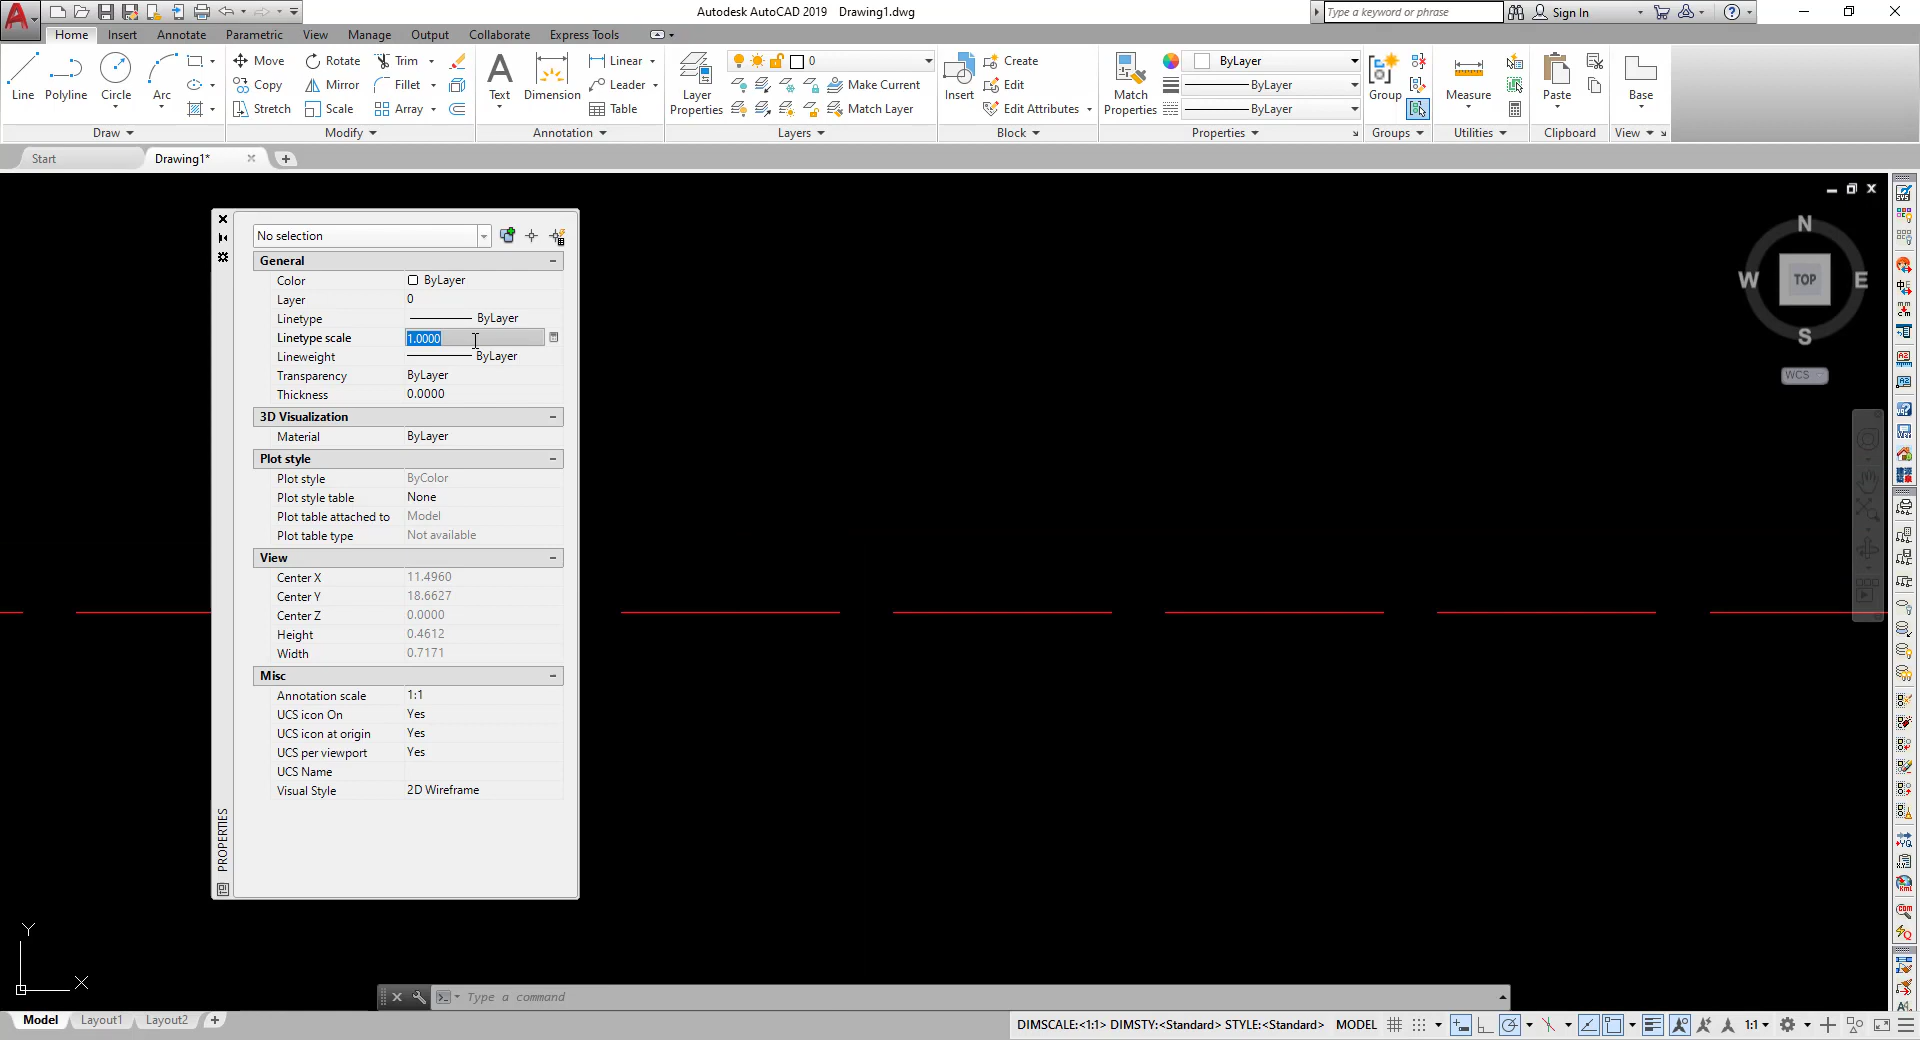 Autodesk AutoCAD 2019 Drawing1.dwg
Type a keyword or phrase
Sign In
Home Insert Annotate Parametric View Manage Output Collaborate Express Tools
Line Polyline Circle Arc
Draw
Move Rotate Trim
Copy Mirror Fillet
Stretch Scale Array
Modify
Text Dimension
Linear
Leader
Table
Annotation
Layer Properties
0
Make Current
Match Layer
Layers
Insert
Create
Edit
Edit Attributes
Block
Match Properties
ByLayer
ByLayer
ByLayer
Properties
Group
Groups
Measure
Utilities
Paste
Clipboard
Base
View
Start Drawing1*
No selection
General
Color ByLayer
Layer 0
Linetype ByLayer
Linetype scale 1.0000
Lineweight ByLayer
Transparency ByLayer
Thickness 0.0000
3D Visualization
Material ByLayer
Plot style
Plot style ByColor
Plot style table None
Plot table attached to Model
Plot table type Not available
View
Center X 11.4960
Center Y 18.6627
Center Z 0.0000
Height 0.4612
Width 0.7171
Misc
Annotation scale 1:1
UCS icon On Yes
UCS icon at origin Yes
UCS per viewport Yes
UCS Name
Visual Style 2D Wireframe
PROPERTIES
N
W TOP E
S
WCS
Y
X
Type a command
Model Layout1 Layout2
DIMSCALE:<1:1> DIMSTY:<Standard> STYLE:<Standard> MODEL 1:1